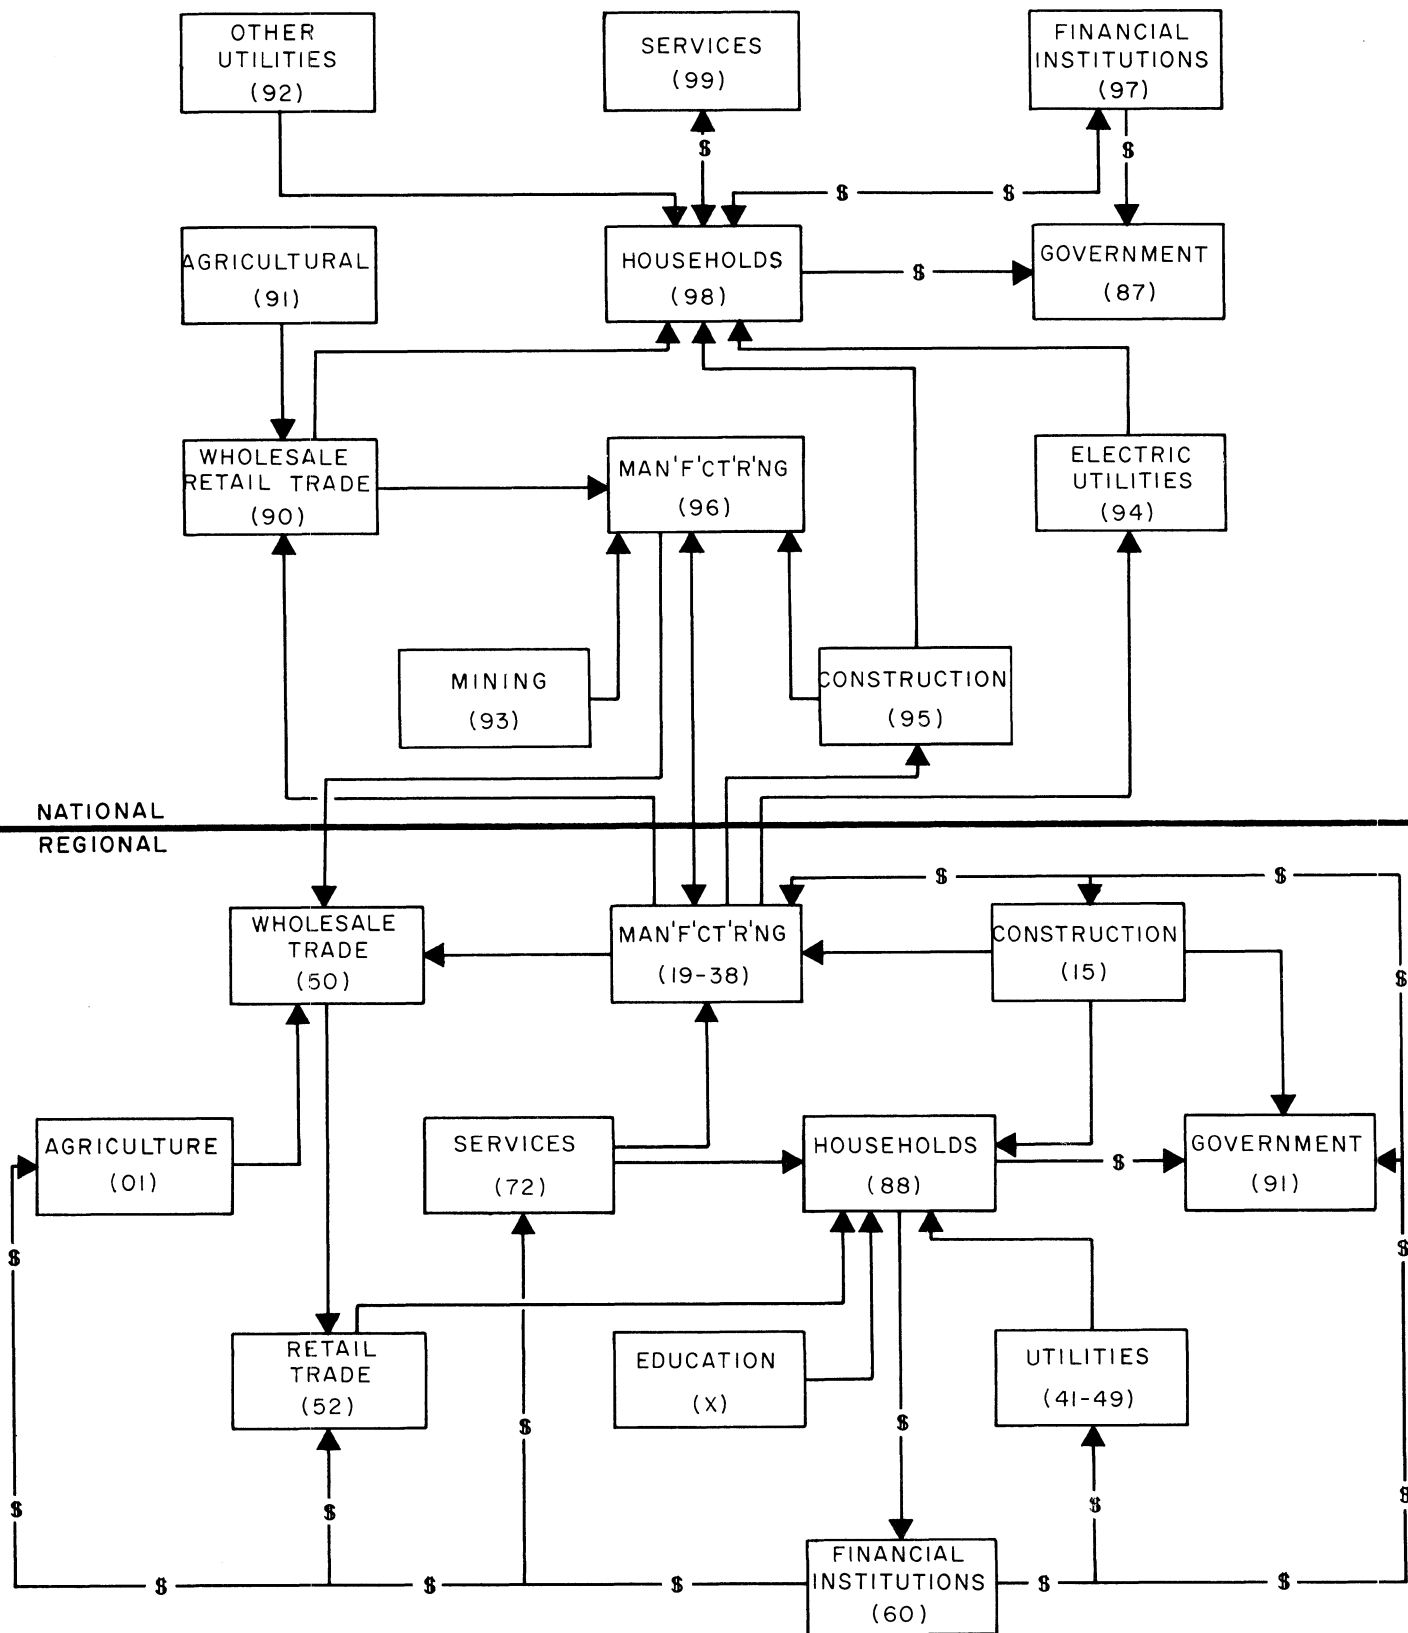 OTHER
UTILITIES
(92)
SERVICES
(99)
FINANCIAL
INSTITUTIONS
(97)
$
$
$
$
AGRICULTURAL
(91)
HOUSEHOLDS
(98)
$
GOVERNMENT
(87)
WHOLESALE
RETAIL TRADE
(90)
MAN'F'CT'R'NG
(96)
ELECTRIC
UTILITIES
(94)
MINING
(93)
CONSTRUCTION
(95)
NATIONAL
REGIONAL
$
$
WHOLESALE
TRADE
(50)
MAN'F'CT'R'NG
(19-38)
CONSTRUCTION
(15)
$
AGRICULTURE
(01)
SERVICES
(72)
HOUSEHOLDS
(88)
$
GOVERNMENT
(91)
$
$
RETAIL
TRADE
(52)
EDUCATION
(X)
UTILITIES
(41-49)
$
$
$
$
$
$
FINANCIAL
INSTITUTIONS
(60)
$
$
$
$
$